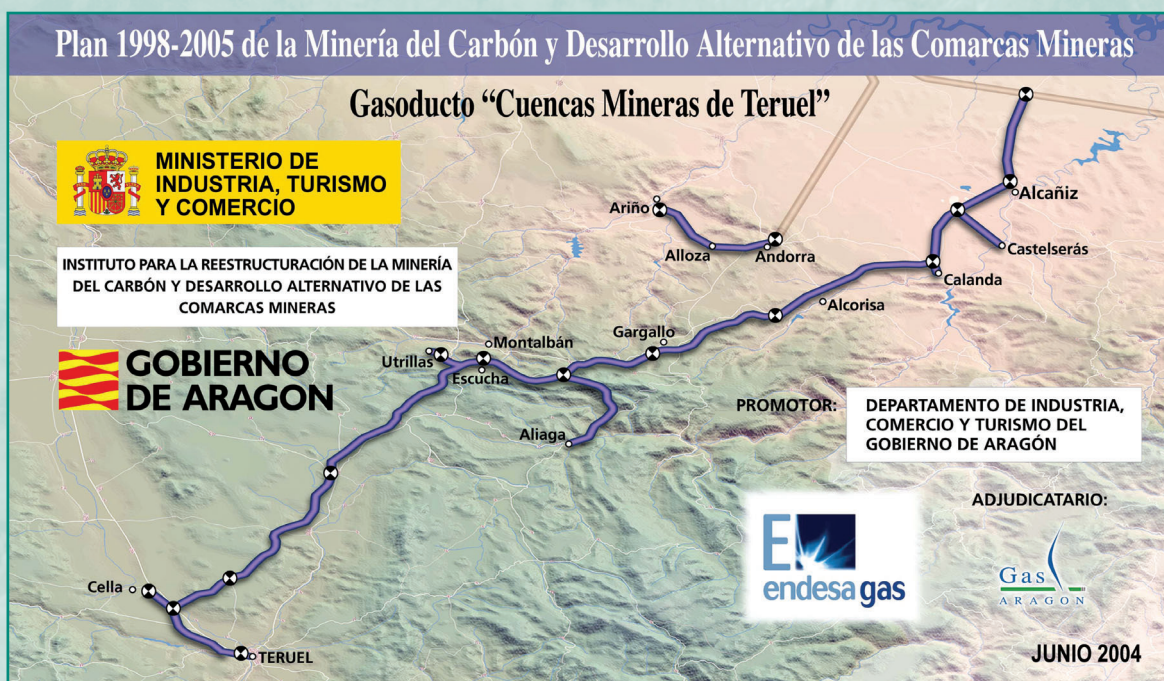 Plan 1998-2005 de la Minería del Carbón y Desarrollo Alternativo de las Comarcas Mineras
Gasoducto “Cuencas Mineras de Teruel”
MINISTERIO DE
INDUSTRIA, TURISMO
Y COMERCIO
INSTITUTO PARA LA REESTRUCTURACIÓN DE LA MINERÍA
DEL CARBÓN Y DESARROLLO ALTERNATIVO DE LAS
COMARCAS MINERAS
GOBIERNO
DE ARAGON
Alcañiz
Ariño
Castelserás
Alloza
Andorra
Calanda
Alcorisa
Gargallo
Montalbán
Utrillas
Escucha
Aliaga
Cella
TERUEL
PROMOTOR:
DEPARTAMENTO DE INDUSTRIA,
COMERCIO Y TURISMO DEL
GOBIERNO DE ARAGÓN
ADJUDICATARIO:
E
endesa gas
Gas
ARAGON
JUNIO 2004